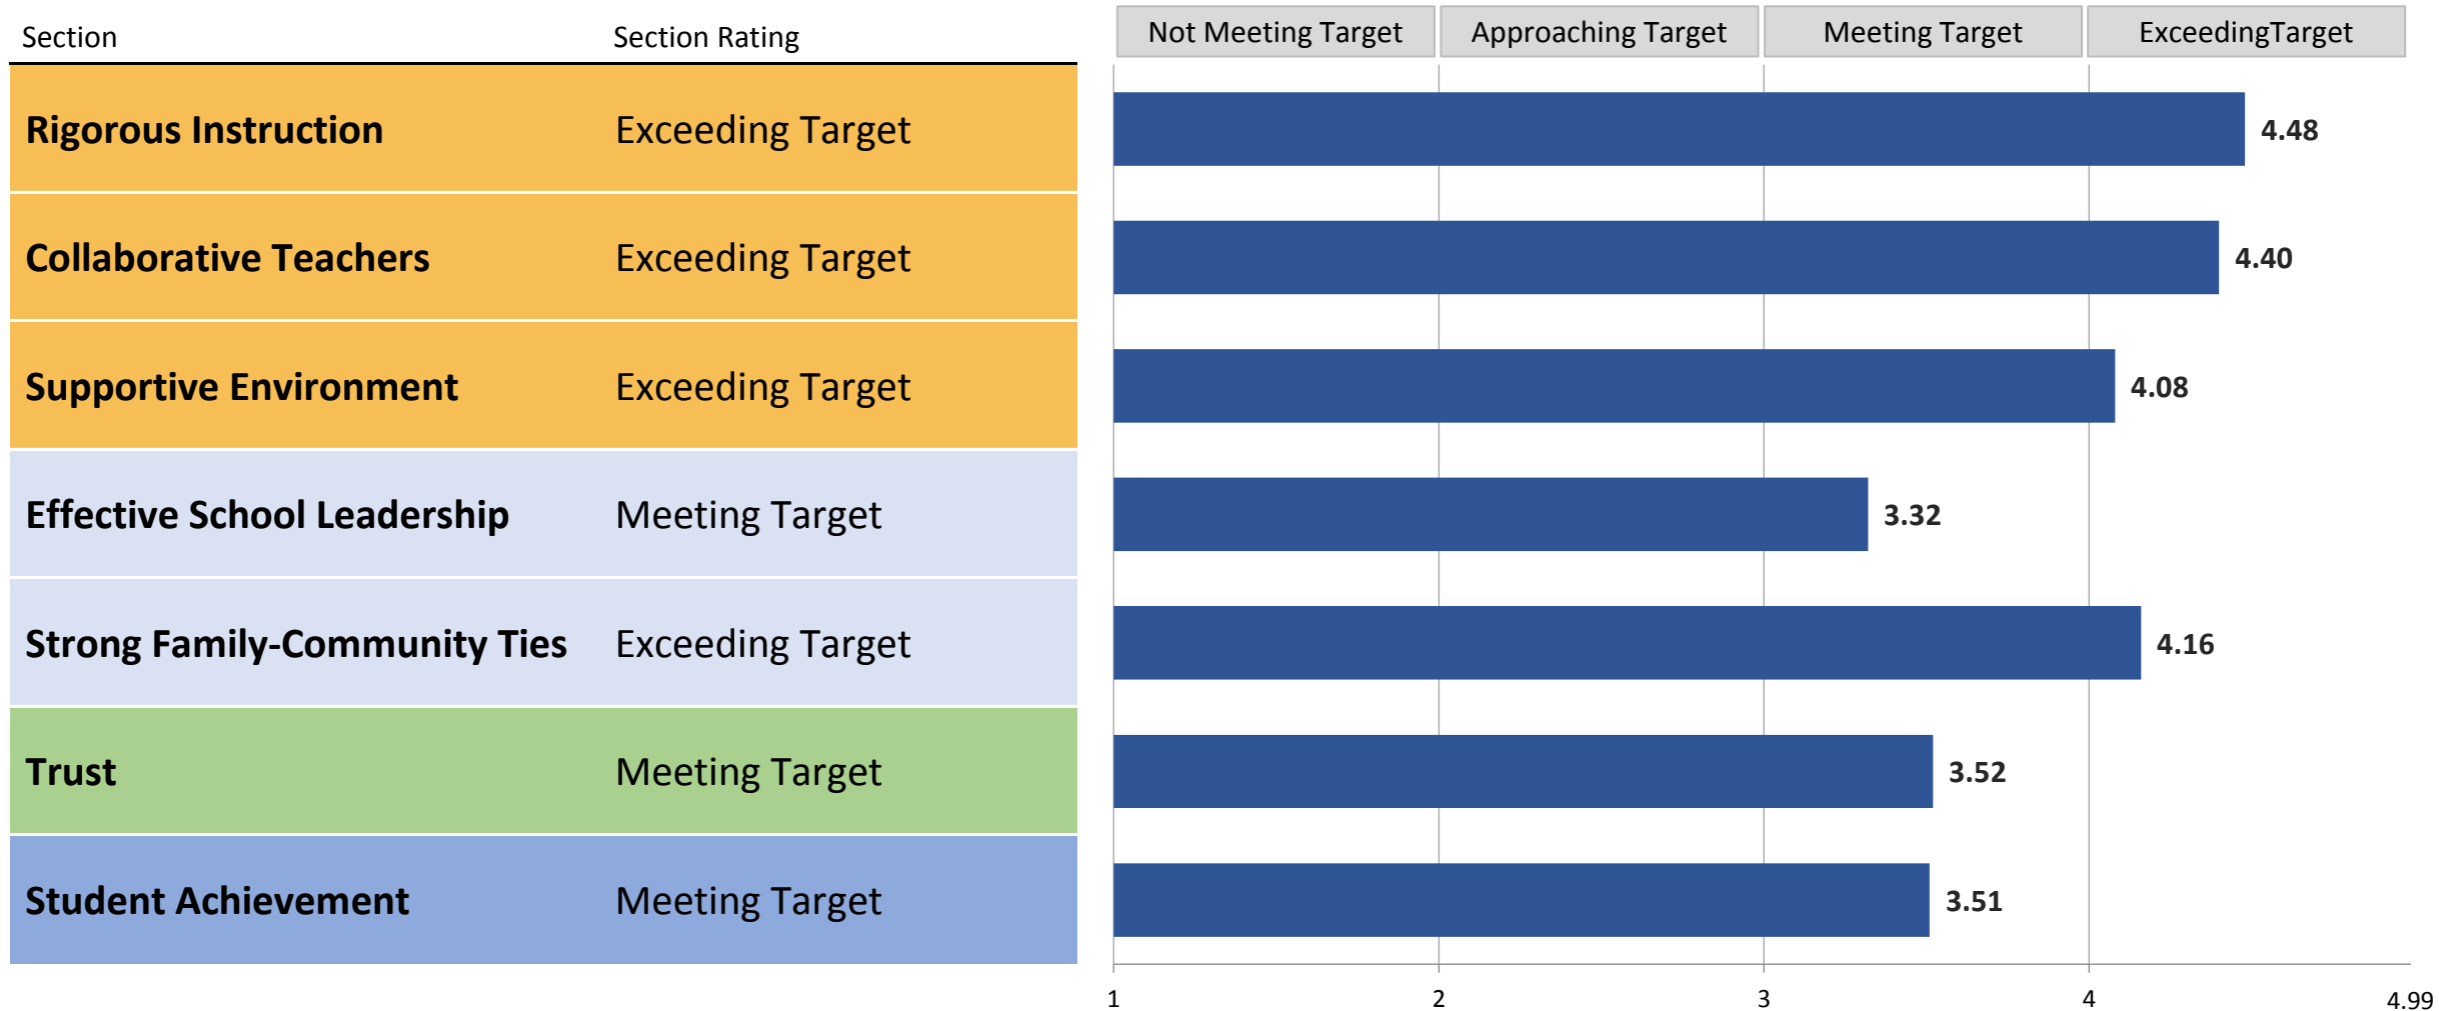 Section Section Rating Not Meeting Target Approaching Target Meeting Target ExceedingTarget
Rigorous Instruction Exceeding Target 4.48
Collaborative Teachers Exceeding Target 4.40
Supportive Environment Exceeding Target 4.08
Effective School Leadership Meeting Target 3.32
Strong Family-Community Ties Exceeding Target 4.16
Trust Meeting Target 3.52
Student Achievement Meeting Target 3.51
1 2 3 4 4.99